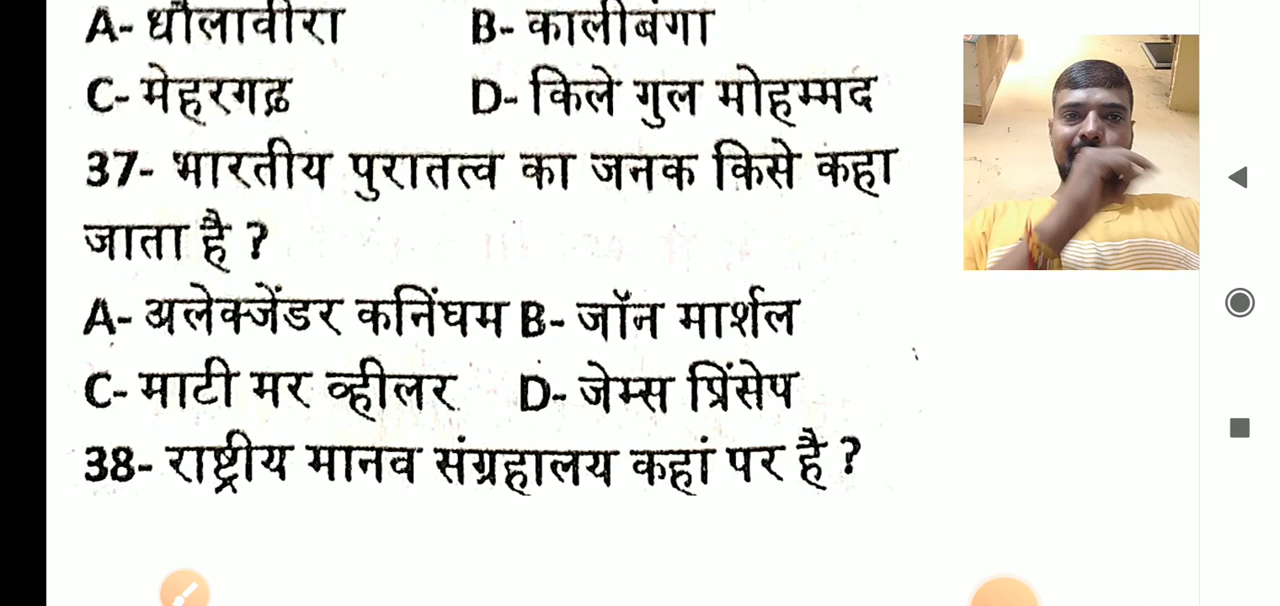 A- धौलावीरा B- कालीबंगा
C- मेहरगढ़ D- किले गुल मोहम्मद
37- भारतीय पुरातत्व का जनक किसे कहा
जाता है ?
A- अलेक्जेंडर कनिंघम B- जॉन मार्शल
C- माटी मर व्हीलर D- जेम्स प्रिंसेप
38- राष्ट्रीय मानव संग्रहालय कहां पर है ?